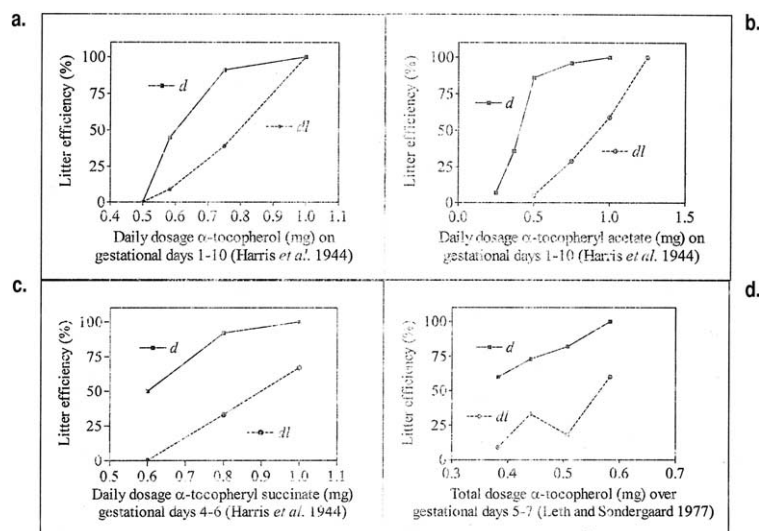 a.
100
75
50
25
0
Litter efficiency (%)
d
dl
0.4 0.5 0.6 0.7 0.8 0.9 1.0 1.1
Daily dosage α-tocopherol (mg) on
gestational days 1-10 (Harris et al. 1944)
b.
100
75
50
25
0
Litter efficiency (%)
d
dl
0.0 0.5 1.0 1.5
Daily dosage α-tocopheryl acetate (mg) on
gestational days 1-10 (Harris et al. 1944)
c.
100
75
50
25
0
Litter efficiency (%)
d
dl
0.5 0.6 0.7 0.8 0.9 1.0 1.1
Daily dosage α-tocopheryl succinate (mg)
gestational days 4-6 (Harris et al. 1944)
d.
100
75
50
25
0
Litter efficiency (%)
d
dl
0.3 0.4 0.5 0.6 0.7
Total dosage α-tocopherol (mg) over
gestational days 5-7 (Leth and Sondergaard 1977)